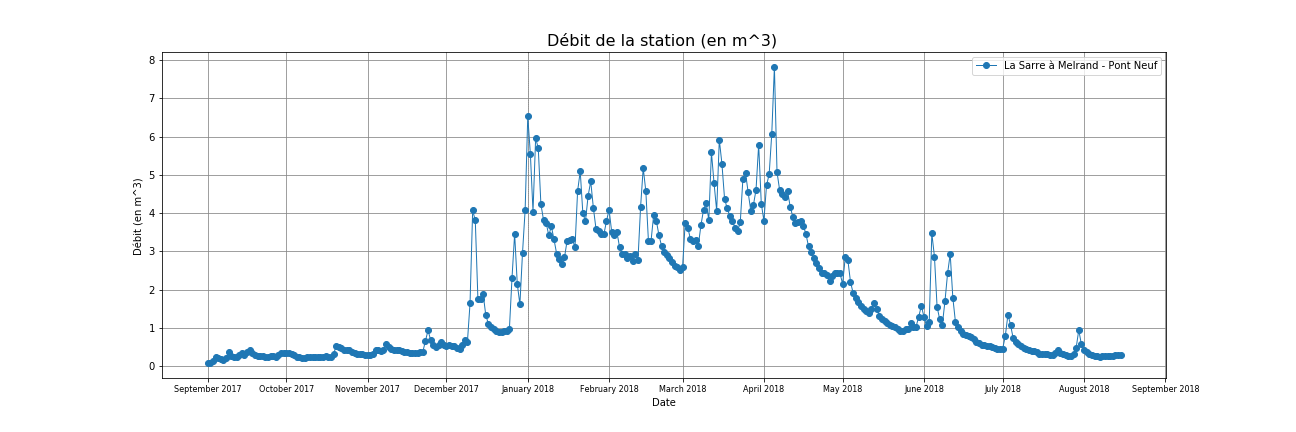 Débit de la station (en m^3)
La Sarre à Melrand - Pont Neuf
Débit (en m^3)
8
7
6
5
4
3
2
1
0
September 2017 October 2017 November 2017 December 2017 January 2018 February 2018 March 2018 April 2018 May 2018 June 2018 July 2018 August 2018 September 2018
Date